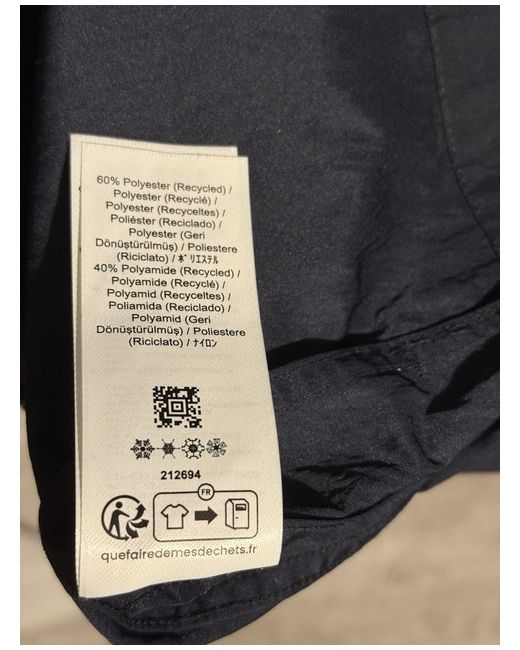 60% Polyester (Recycled) /
Polyester (Recyclé) /
Polyester (Recyceltes) /
Poliéster (Reciclado) /
Polyester (Geri
Dönüştürülmüş) / Poliestere
(Riciclato) / ﾎﾟﾘｴｽﾃﾙ
40% Polyamide (Recycled) /
Polyamide (Recyclé) /
Polyamid (Recyceltes) /
Poliamida (Reciclado) /
Polyamid (Geri
Dönüştürülmüş) / Poliestere
(Riciclato) / ﾅｲﾛﾝ
212694
FR
quefairedemesdechets.fr